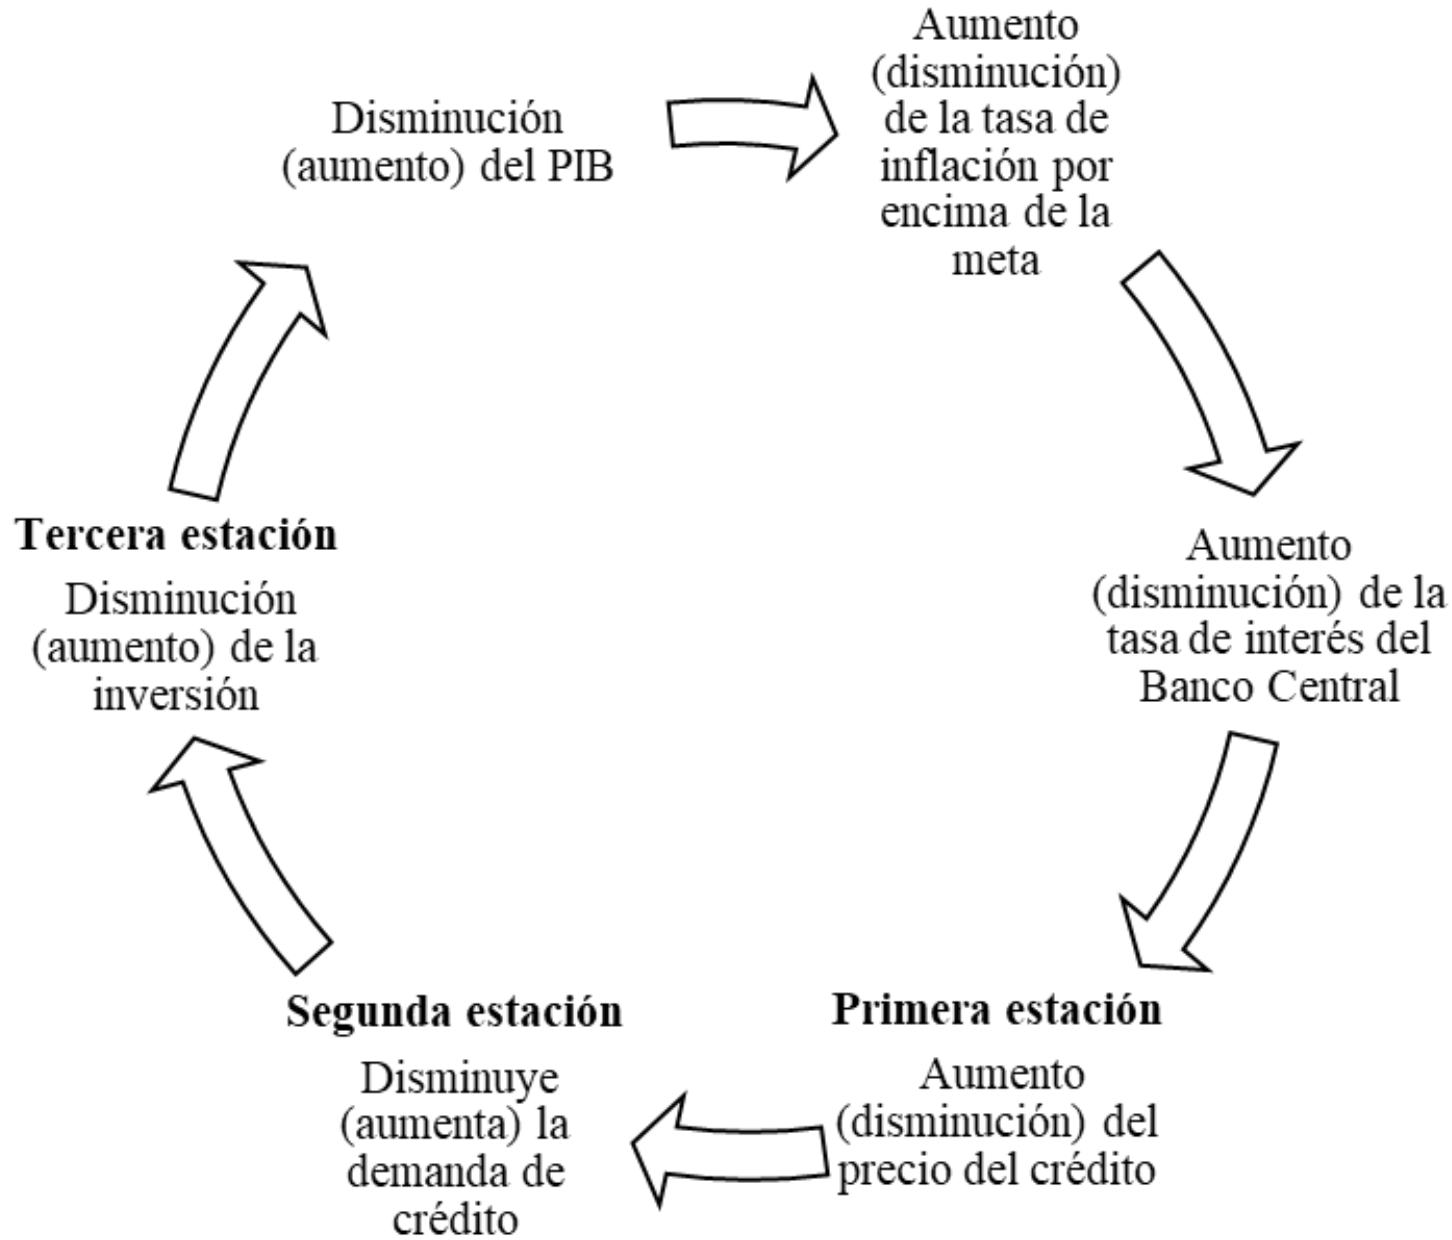 Aumento
(disminución)
de la tasa de
inflación por
encima de la
meta
Aumento
(disminución) de la
tasa de interés del
Banco Central
Primera estación
Aumento
(disminución) del
precio del crédito
Segunda estación
Disminuye
(aumenta) la
demanda de
crédito
Tercera estación
Disminución
(aumento) de la
inversión
Disminución
(aumento) del PIB